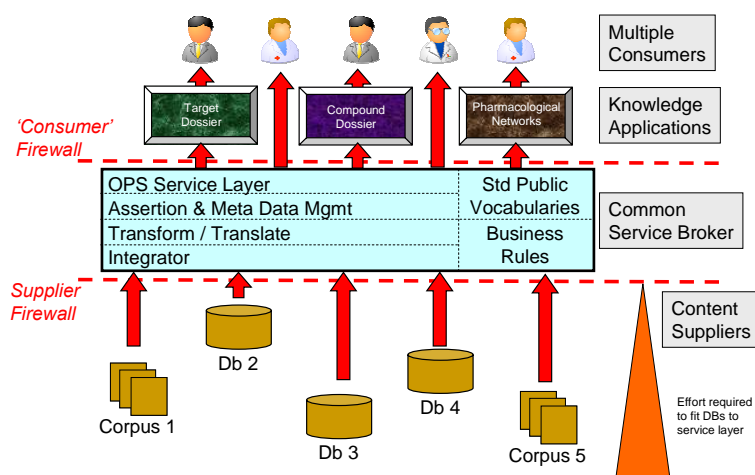 Multiple
Consumers
Target
Dossier
Compound
Dossier
Pharmacological
Networks
Knowledge
Applications
'Consumer'
Firewall
OPS Service Layer
Assertion & Meta Data Mgmt
Transform / Translate
Integrator
Std Public
Vocabularies
Business
Rules
Common
Service Broker
Supplier
Firewall
Content
Suppliers
Db 2
Corpus 1
Db 3
Db 4
Corpus 5
Effort required
to fit DBs to
service layer